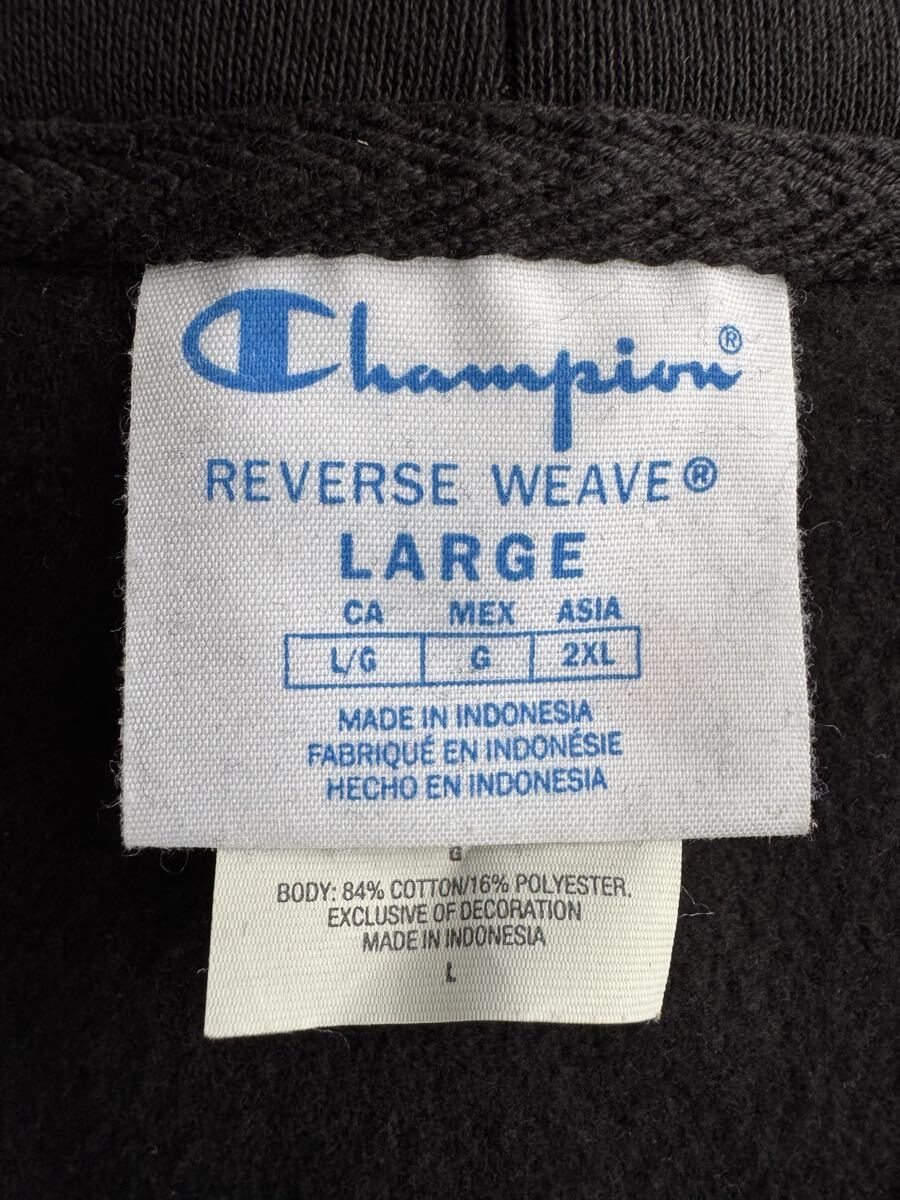 Champion®
REVERSE WEAVE®
LARGE
CA MEX ASIA
L/G G 2XL
MADE IN INDONESIA
FABRIQUÉ EN INDONÉSIE
HECHO EN INDONESIA
G
BODY: 84% COTTON/16% POLYESTER.
EXCLUSIVE OF DECORATION
MADE IN INDONESIA
L